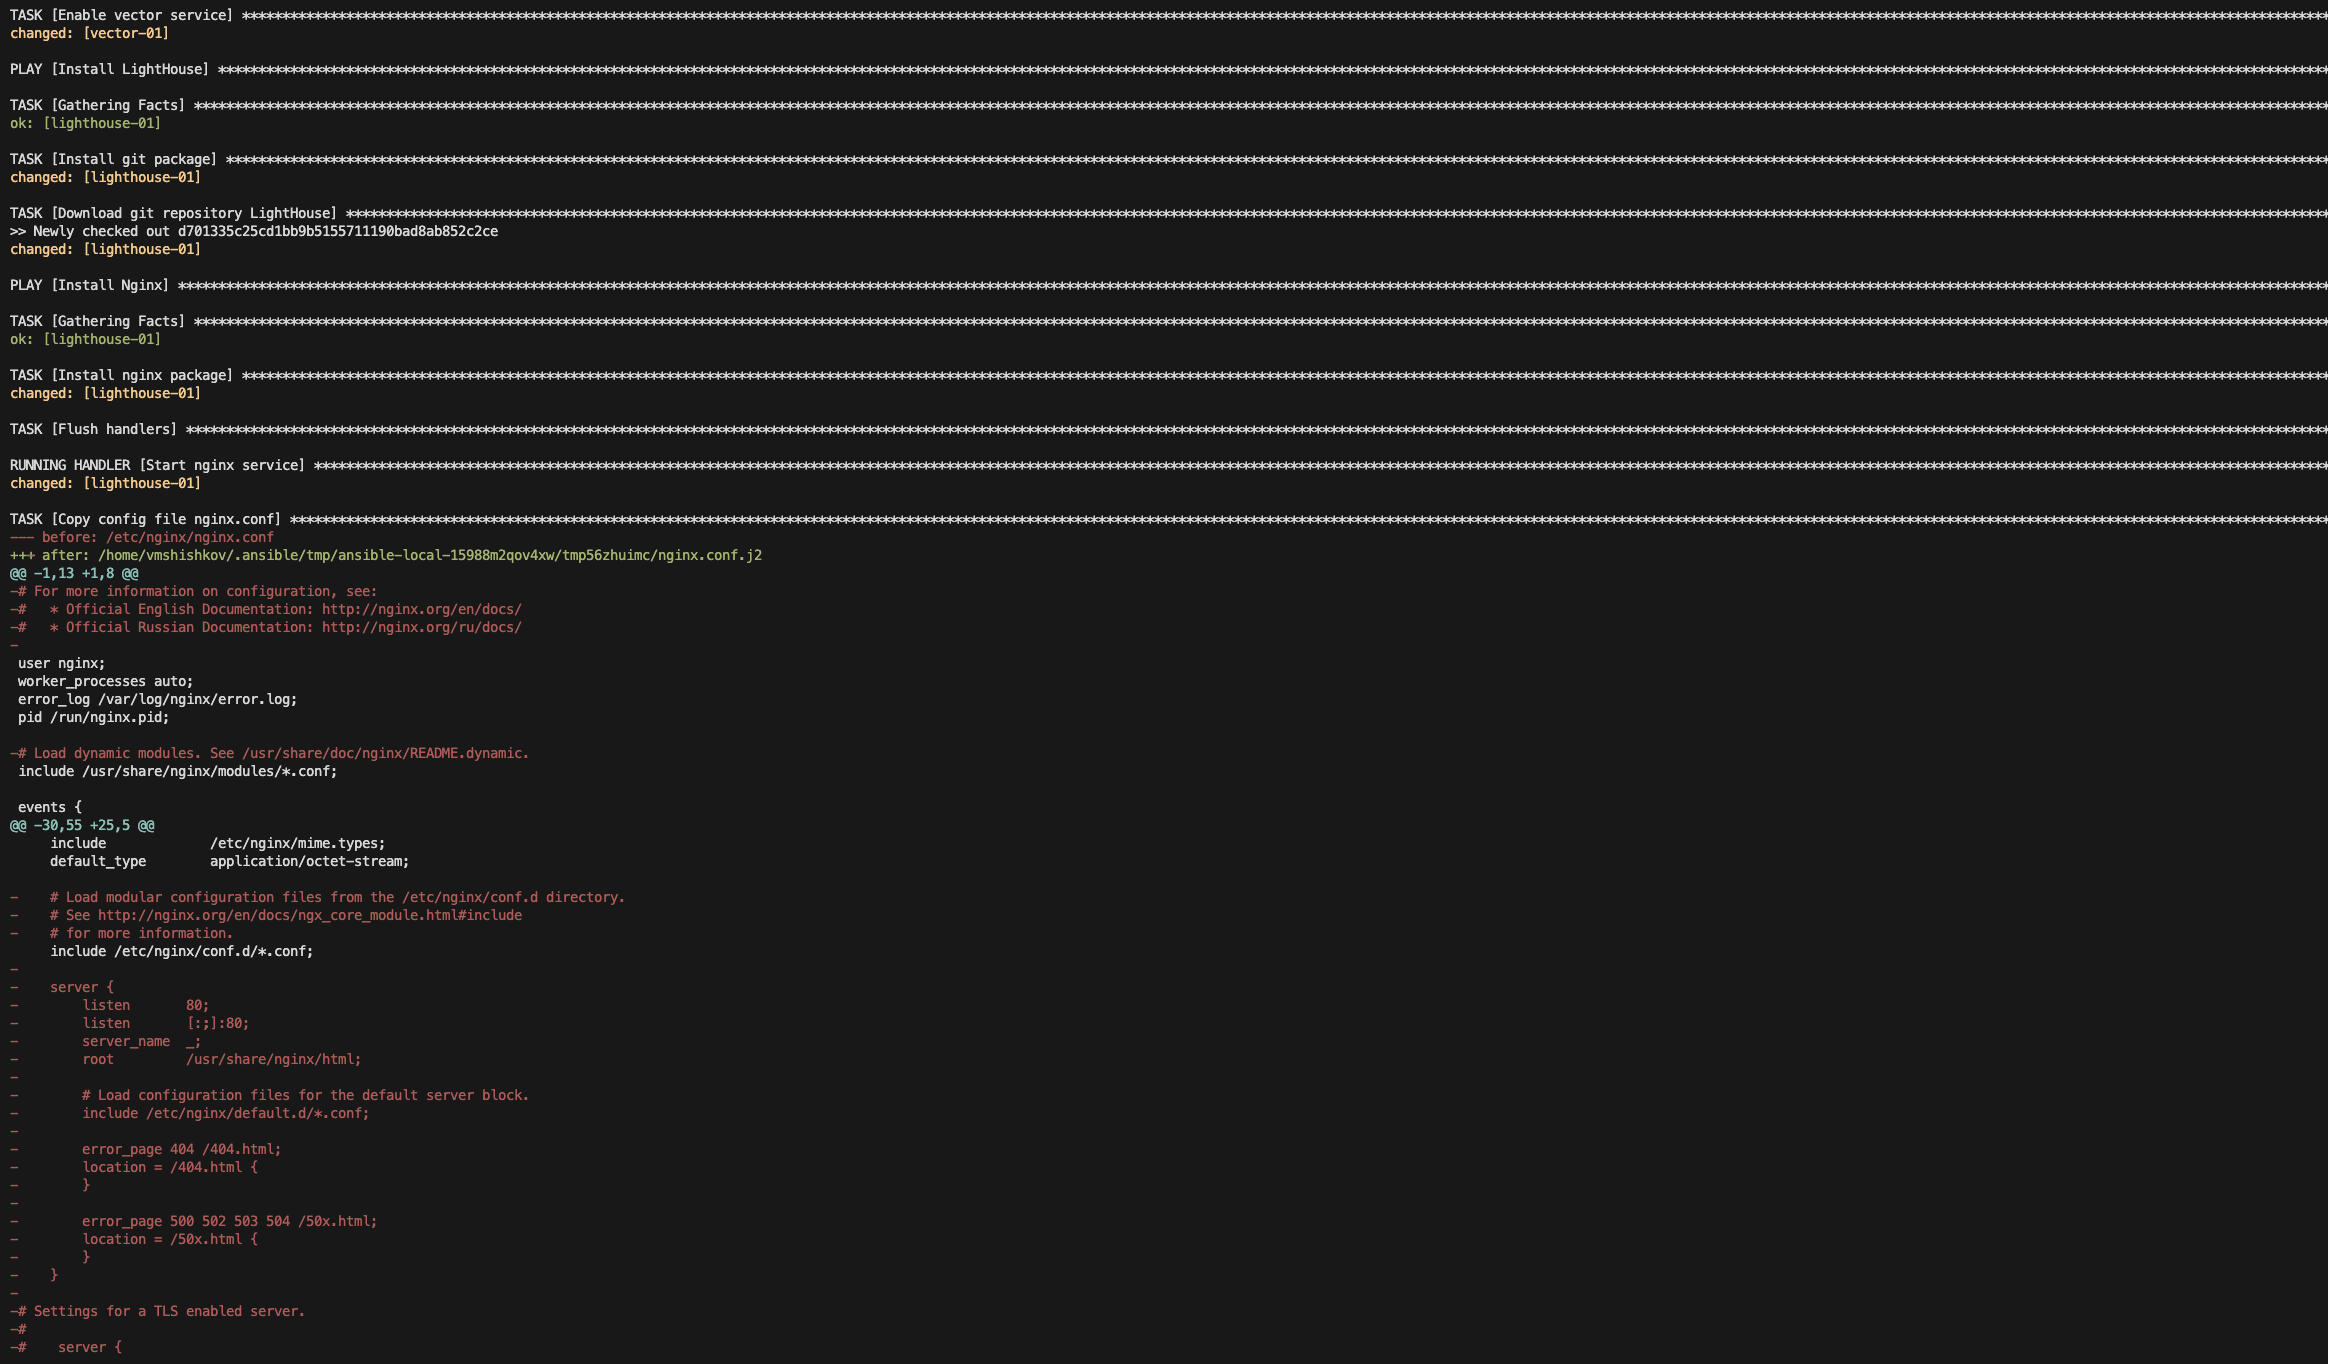 TASK [Enable vector service] ****************************************************************************************************************************************************************************************************************************************************************
changed: [vector-01]
PLAY [Install LightHouse] *******************************************************************************************************************************************************************************************************************************************************************
TASK [Gathering Facts] **********************************************************************************************************************************************************************************************************************************************************************
ok: [lighthouse-01]
TASK [Install git package] ******************************************************************************************************************************************************************************************************************************************************************
changed: [lighthouse-01]
TASK [Download git repository LightHouse] ***************************************************************************************************************************************************************************************************************************************************
>> Newly checked out d701335c25cd1bb9b5155711190bad8ab852c2ce
changed: [lighthouse-01]
PLAY [Install Nginx] ************************************************************************************************************************************************************************************************************************************************************************
TASK [Gathering Facts] **********************************************************************************************************************************************************************************************************************************************************************
ok: [lighthouse-01]
TASK [Install nginx package] ****************************************************************************************************************************************************************************************************************************************************************
changed: [lighthouse-01]
TASK [Flush handlers] ***********************************************************************************************************************************************************************************************************************************************************************
RUNNING HANDLER [Start nginx service] *******************************************************************************************************************************************************************************************************************************************************
changed: [lighthouse-01]
TASK [Copy config file nginx.conf] **********************************************************************************************************************************************************************************************************************************************************
--- before: /etc/nginx/nginx.conf
+++ after: /home/vmshishkov/.ansible/tmp/ansible-local-15988m2qov4xw/tmp56zhuimc/nginx.conf.j2
@@ -1,13 +1,8 @@
-# For more information on configuration, see:
-#   * Official English Documentation: http://nginx.org/en/docs/
-#   * Official Russian Documentation: http://nginx.org/ru/docs/
-
 user nginx;
 worker_processes auto;
 error_log /var/log/nginx/error.log;
 pid /run/nginx.pid;
-# Load dynamic modules. See /usr/share/doc/nginx/README.dynamic.
 include /usr/share/nginx/modules/*.conf;
 events {
@@ -30,55 +25,5 @@
     include             /etc/nginx/mime.types;
     default_type        application/octet-stream;
-    # Load modular configuration files from the /etc/nginx/conf.d directory.
-    # See http://nginx.org/en/docs/ngx_core_module.html#include
-    # for more information.
     include /etc/nginx/conf.d/*.conf;
-
-    server {
-        listen       80;
-        listen       [:;]:80;
-        server_name  _;
-        root         /usr/share/nginx/html;
-
-        # Load configuration files for the default server block.
-        include /etc/nginx/default.d/*.conf;
-
-        error_page 404 /404.html;
-        location = /404.html {
-        }
-
-        error_page 500 502 503 504 /50x.html;
-        location = /50x.html {
-        }
-    }
-
-# Settings for a TLS enabled server.
-#
-#    server {